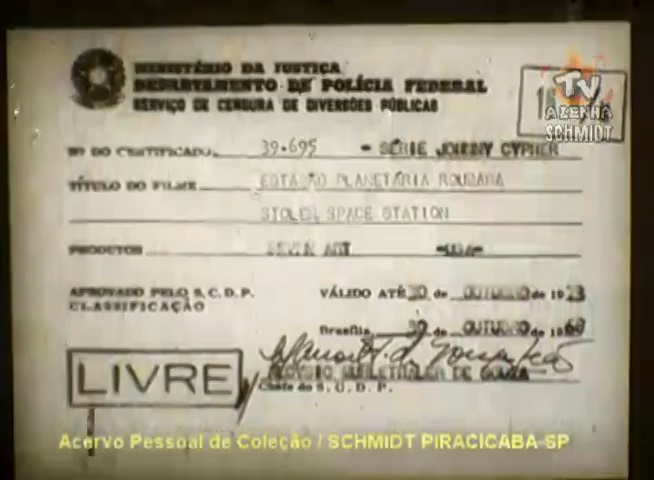 MINISTÉRIO DA JUSTIÇA
DEPARTAMENTO DE POLÍCIA FEDERAL
SERVIÇO DE CENSURA DE DIVERSÕES PÚBLICAS
TV
AZENHA
SCHMIDT
Nº DO CERTIFICADO 39.695 - SÉRIE JOHNNY CYPHER
TÍTULO DO FILME ESTAÇÃO PLANETÁRIA ROUBADA
STOLEN SPACE STATION
PRODUTOR
APROVADO PELO S.C.D.P. VÁLIDO ATÉ 30 de OUTUBRO de 1973
CLASSIFICAÇÃO
Brasília, 30 de OUTUBRO de 1968
LIVRE
DE SOUZA
Chefe do S.C.D.P.
Acervo Pessoal de Coleção / SCHMIDT PIRACICABA-SP